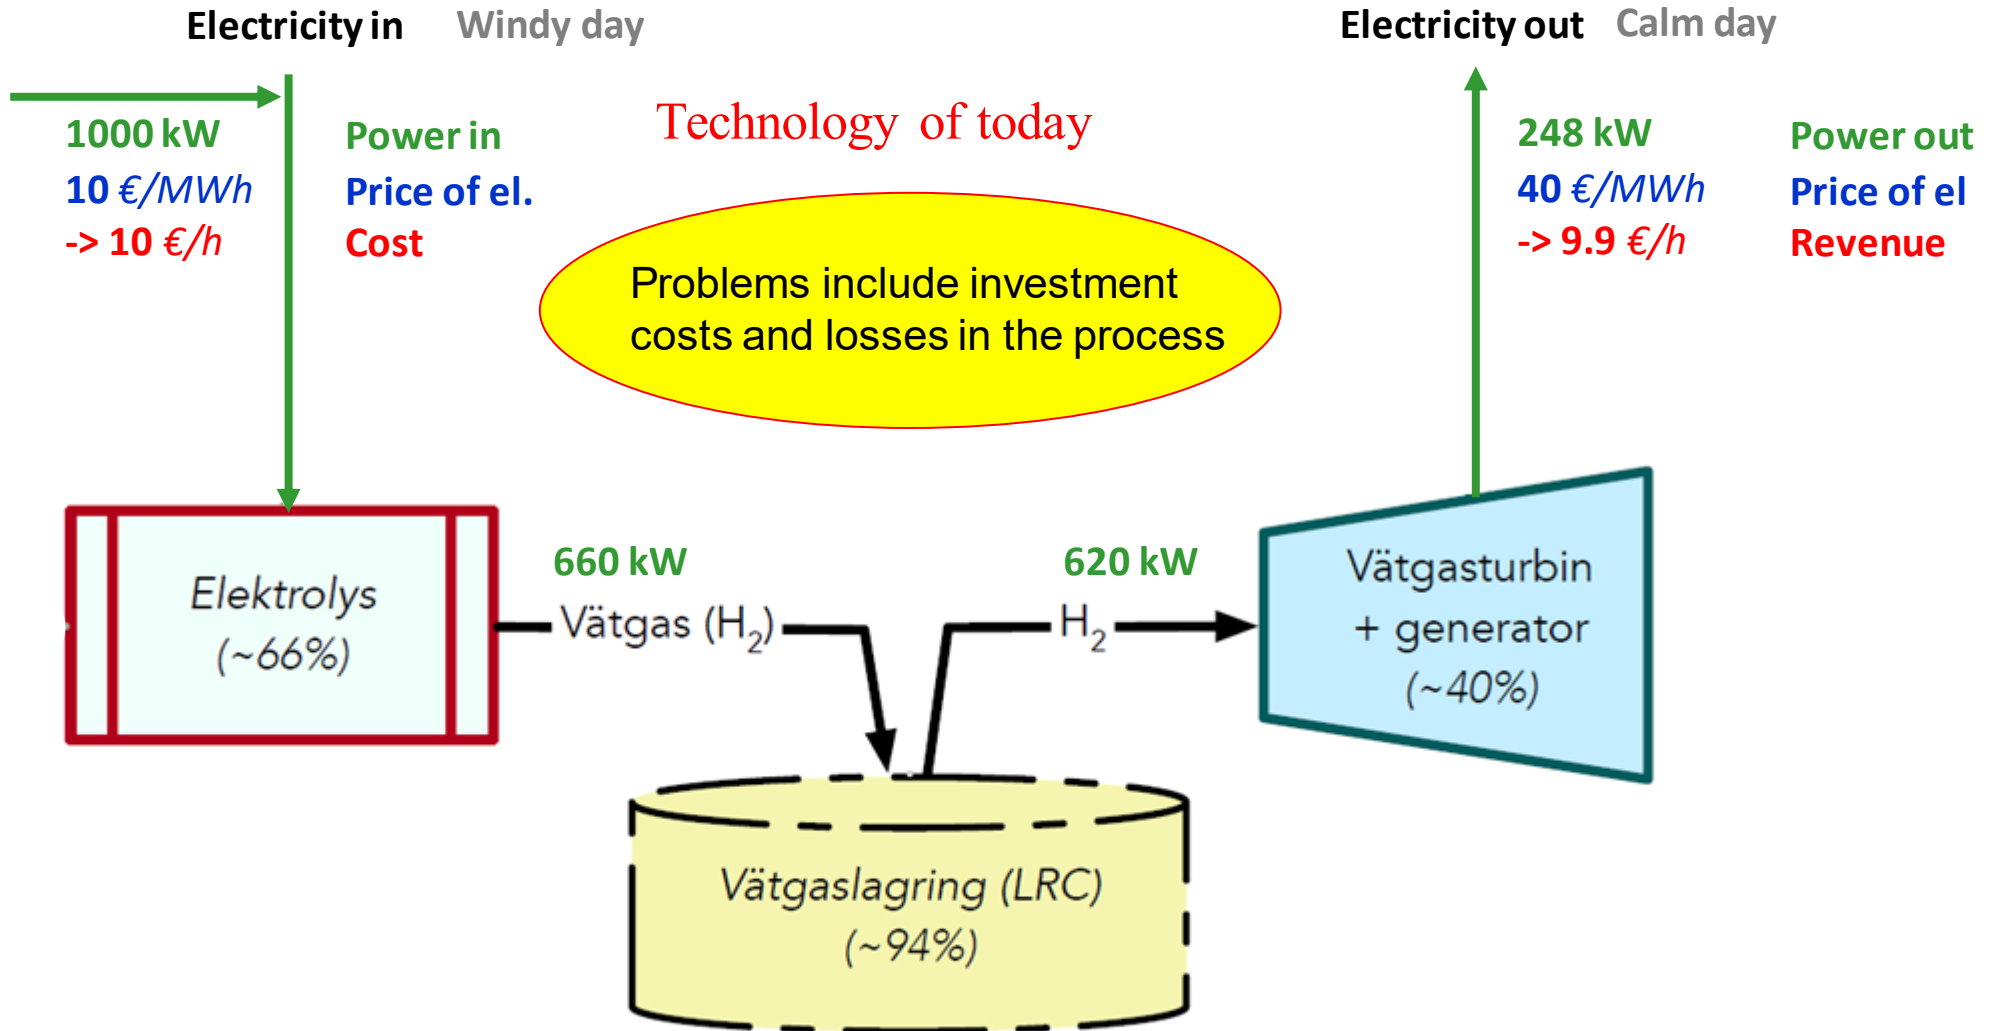 Electricity in Windy day
Electricity out Calm day
Technology of today
1000 kW Power in
10 €/MWh Price of el.
-> 10 €/h Cost
248 kW Power out
40 €/MWh Price of el
-> 9.9 €/h Revenue
Problems include investment
costs and losses in the process
Elektrolys
(~66%)
660 kW
Vätgas (H₂)
620 kW
H₂
Vätgasturbin
+ generator
(~40%)
Vätgaslagring (LRC)
(~94%)